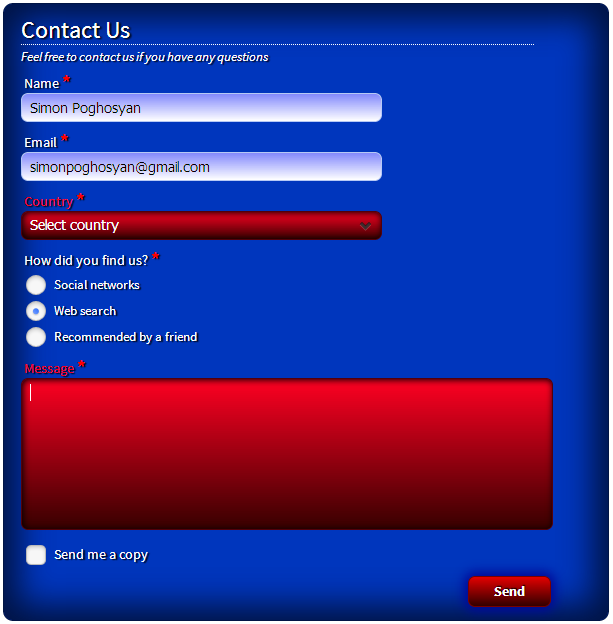 Contact Us
Feel free to contact us if you have any questions
Name *
Simon Poghosyan
Email *
simonpoghosyan@gmail.com
Country *
Select country
How did you find us? *
Social networks
Web search
Recommended by a friend
Message *
Send me a copy
Send